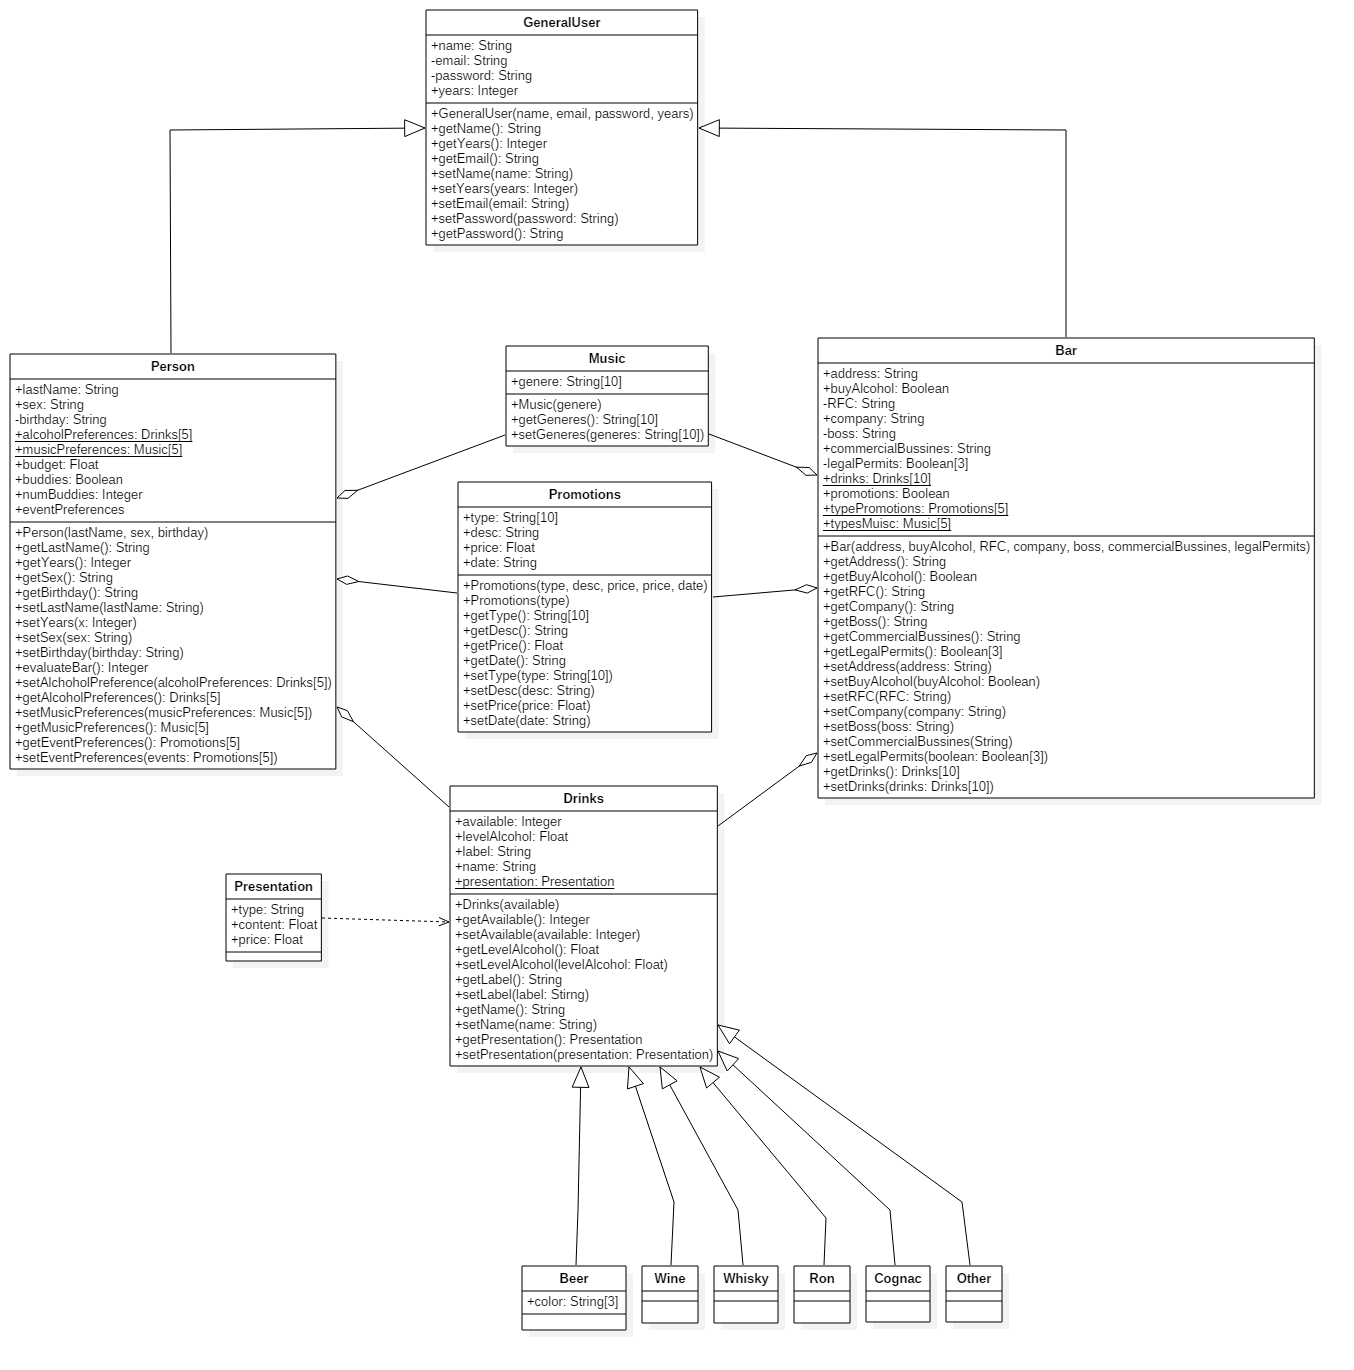 GeneralUser
+name: String
-email: String
-password: String
+years: Integer
+GeneralUser(name, email, password, years)
+getName(): String
+getYears(): Integer
+getEmail(): String
+setName(name: String)
+setYears(years: Integer)
+setEmail(email: String)
+setPassword(password: String)
+getPassword(): String
Person
+lastName: String
+sex: String
-birthday: String
+alcoholPreferences: Drinks[5]
+musicPreferences: Music[5]
+budget: Float
+buddies: Boolean
+numBuddies: Integer
+eventPreferences
+Person(lastName, sex, birthday)
+getLastName(): String
+getYears(): Integer
+getSex(): String
+getBirthday(): String
+setLastName(lastName: String)
+setYears(x: Integer)
+setSex(sex: String)
+setBirthday(birthday: String)
+evaluateBar(): Integer
+setAlchoholPreference(alcoholPreferences: Drinks[5])
+getAlcoholPreferences(): Drinks[5]
+setMusicPreferences(musicPreferences: Music[5])
+getMusicPreferences(): Music[5]
+getEventPreferences(): Promotions[5]
+setEventPreferences(events: Promotions[5])
Music
+genere: String[10]
+Music(genere)
+getGeneres(): String[10]
+setGeneres(generes: String[10])
Promotions
+type: String[10]
+desc: String
+price: Float
+date: String
+Promotions(type, desc, price, price, date)
+Promotions(type)
+getType(): String[10]
+getDesc(): String
+getPrice(): Float
+getDate(): String
+setType(type: String[10])
+setDesc(desc: String)
+setPrice(price: Float)
+setDate(date: String)
Bar
+address: String
+buyAlcohol: Boolean
-RFC: String
+company: String
-boss: String
+commercialBussines: String
-legalPermits: Boolean[3]
+drinks: Drinks[10]
+promotions: Boolean
+typePromotions: Promotions[5]
+typesMuisc: Music[5]
+Bar(address, buyAlcohol, RFC, company, boss, commercialBussines, legalPermits)
+getAddress(): String
+getBuyAlcohol(): Boolean
+getRFC(): String
+getCompany(): String
+getBoss(): String
+getCommercialBussines(): String
+getLegalPermits(): Boolean[3]
+setAddress(address: String)
+setBuyAlcohol(buyAlcohol: Boolean)
+setRFC(RFC: String)
+setCompany(company: String)
+setBoss(boss: String)
+setCommercialBussines(String)
+setLegalPermits(boolean: Boolean[3])
+getDrinks(): Drinks[10]
+setDrinks(drinks: Drinks[10])
Drinks
+available: Integer
+levelAlcohol: Float
+label: String
+name: String
+presentation: Presentation
+Drinks(available)
+getAvailable(): Integer
+setAvailable(available: Integer)
+getLevelAlcohol(): Float
+setLevelAlcohol(levelAlcohol: Float)
+getLabel(): String
+setLabel(label: Stirng)
+getName(): String
+setName(name: String)
+getPresentation(): Presentation
+setPresentation(presentation: Presentation)
Presentation
+type: String
+content: Float
+price: Float
Beer
+color: String[3]
Wine
Whisky
Ron
Cognac
Other